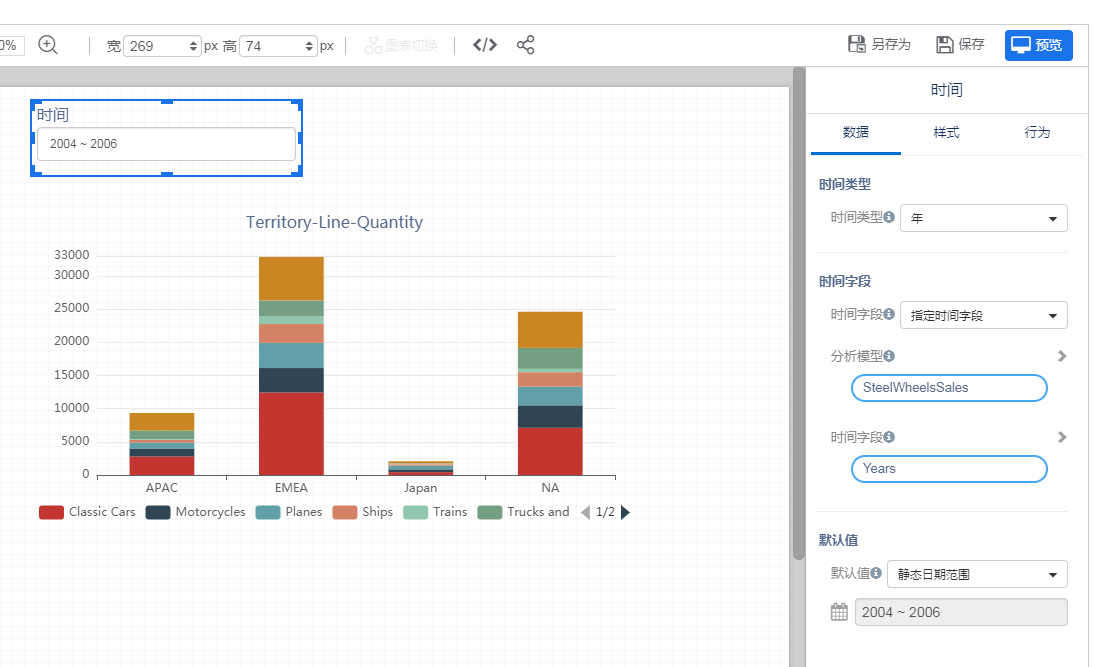 0% 宽 269 px 高 74 px 图表切换 </> 另存为 保存 预览
时间
2004 ~ 2006
Territory-Line-Quantity
33000
30000
25000
20000
15000
10000
5000
0
APAC EMEA Japan NA
Classic Cars Motorcycles Planes Ships Trains Trucks and 1/2
时间
数据 样式 行为
时间类型
时间类型 年
时间字段
时间字段 指定时间字段
分析模型
SteelWheelsSales
时间字段
Years
默认值
默认值 静态日期范围
2004 ~ 2006